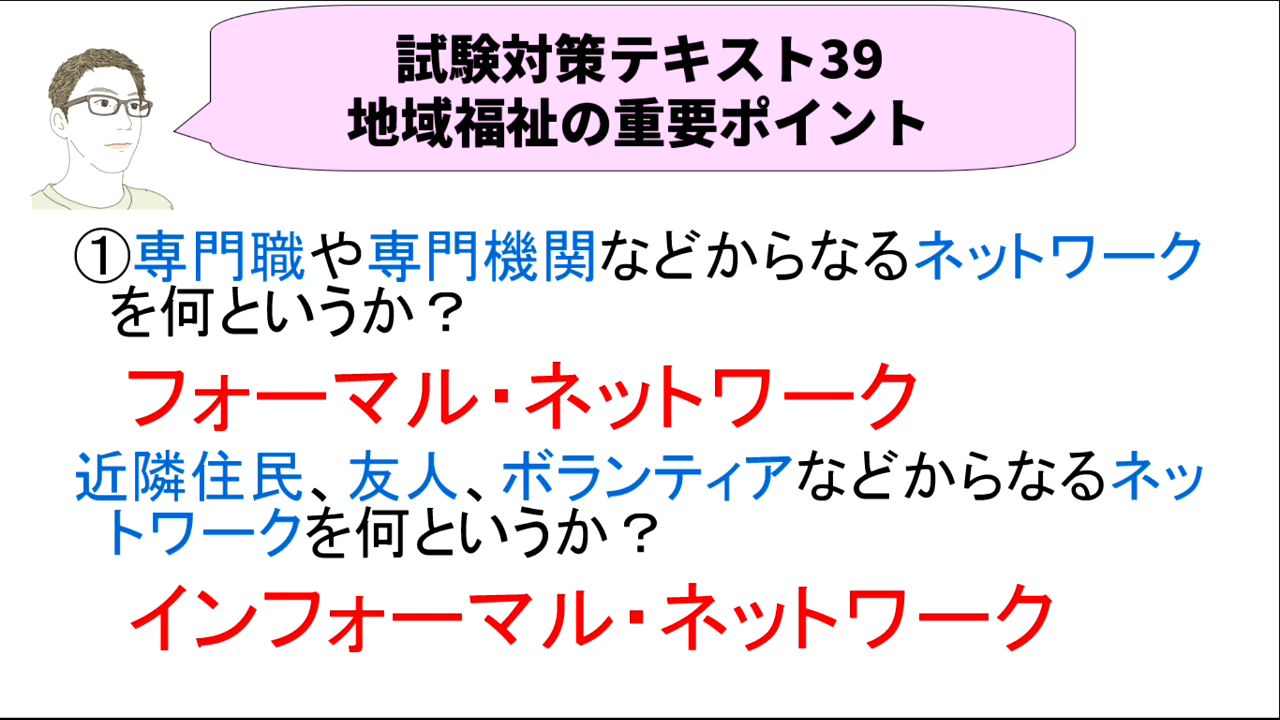 試験対策テキスト39
地域福祉の重要ポイント
①専門職や専門機関などからなるネットワーク
を何というか？
フォーマル・ネットワーク
近隣住民、友人、ボランティアなどからなるネッ
トワークを何というか？
インフォーマル・ネットワーク